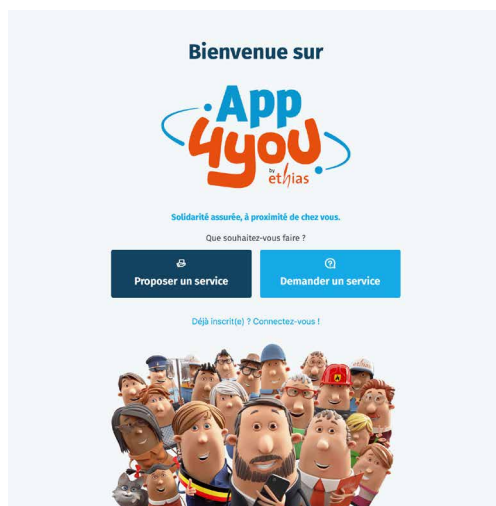 Bienvenue sur
App
4you
by
ethias
Solidarité assurée, à proximité de chez vous.
Que souhaitez-vous faire ?
Proposer un service
Demander un service
Déjà inscrit(e) ? Connectez-vous !